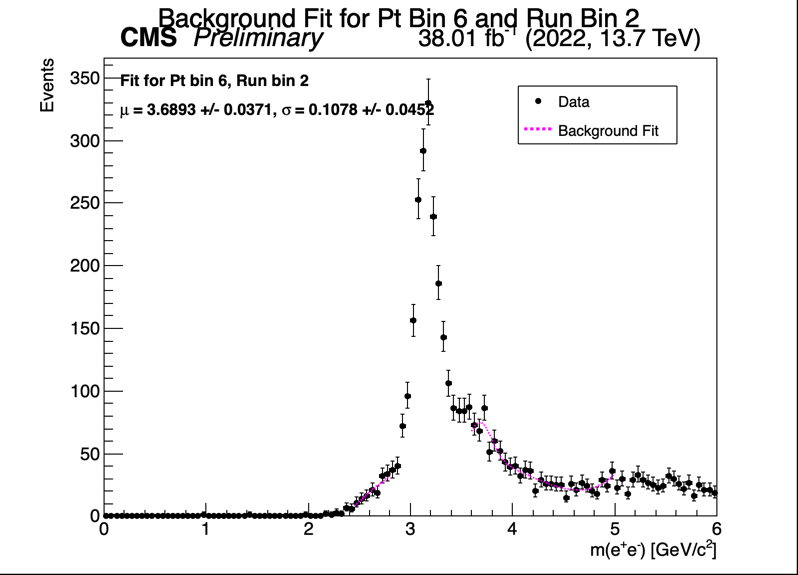 Background Fit for Pt Bin 6 and Run Bin 2
CMS Preliminary 38.01 fb⁻¹ (2022, 13.7 TeV)
Events
Fit for Pt bin 6, Run bin 2
μ = 3.6893 +/- 0.0371, σ = 0.1078 +/- 0.0452
Data
Background Fit
350
300
250
200
150
100
50
0
0 1 2 3 4 5 6
m(e⁺e⁻) [GeV/c²]